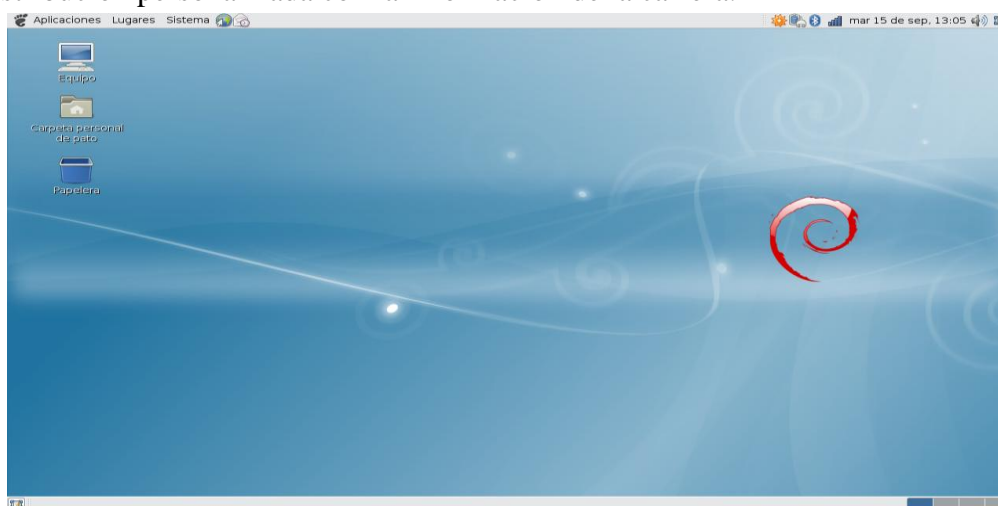 Aplicaciones Lugares Sistema
mar 15 de sep, 13:05
Equipo
Carpeta personal
de pato
Papelera